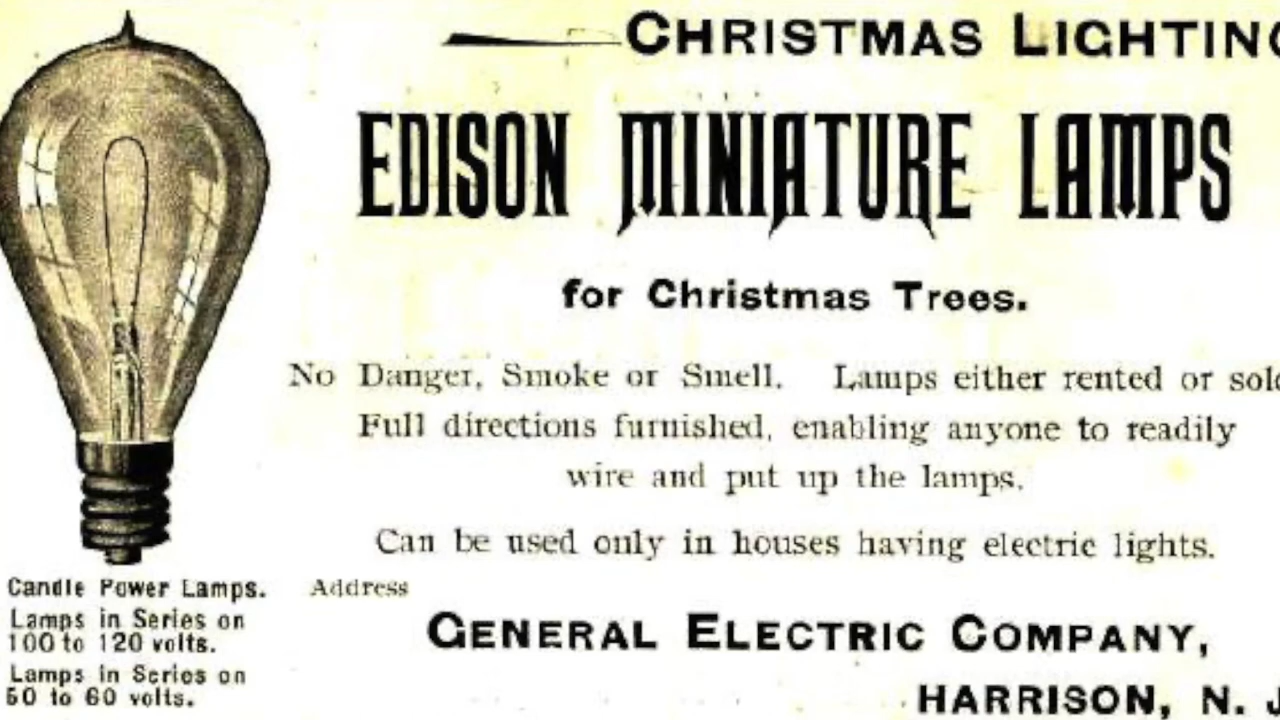 CHRISTMAS LIGHTING
EDISON MINIATURE LAMPS
for Christmas Trees.
No Danger, Smoke or Smell. Lamps either rented or sold
Full directions furnished, enabling anyone to readily
wire and put up the lamps.
Can be used only in houses having electric lights.
Candle Power Lamps.
Lamps in Series on
100 to 120 volts.
Lamps in Series on
50 to 60 volts.
Address
GENERAL ELECTRIC COMPANY,
HARRISON, N. J